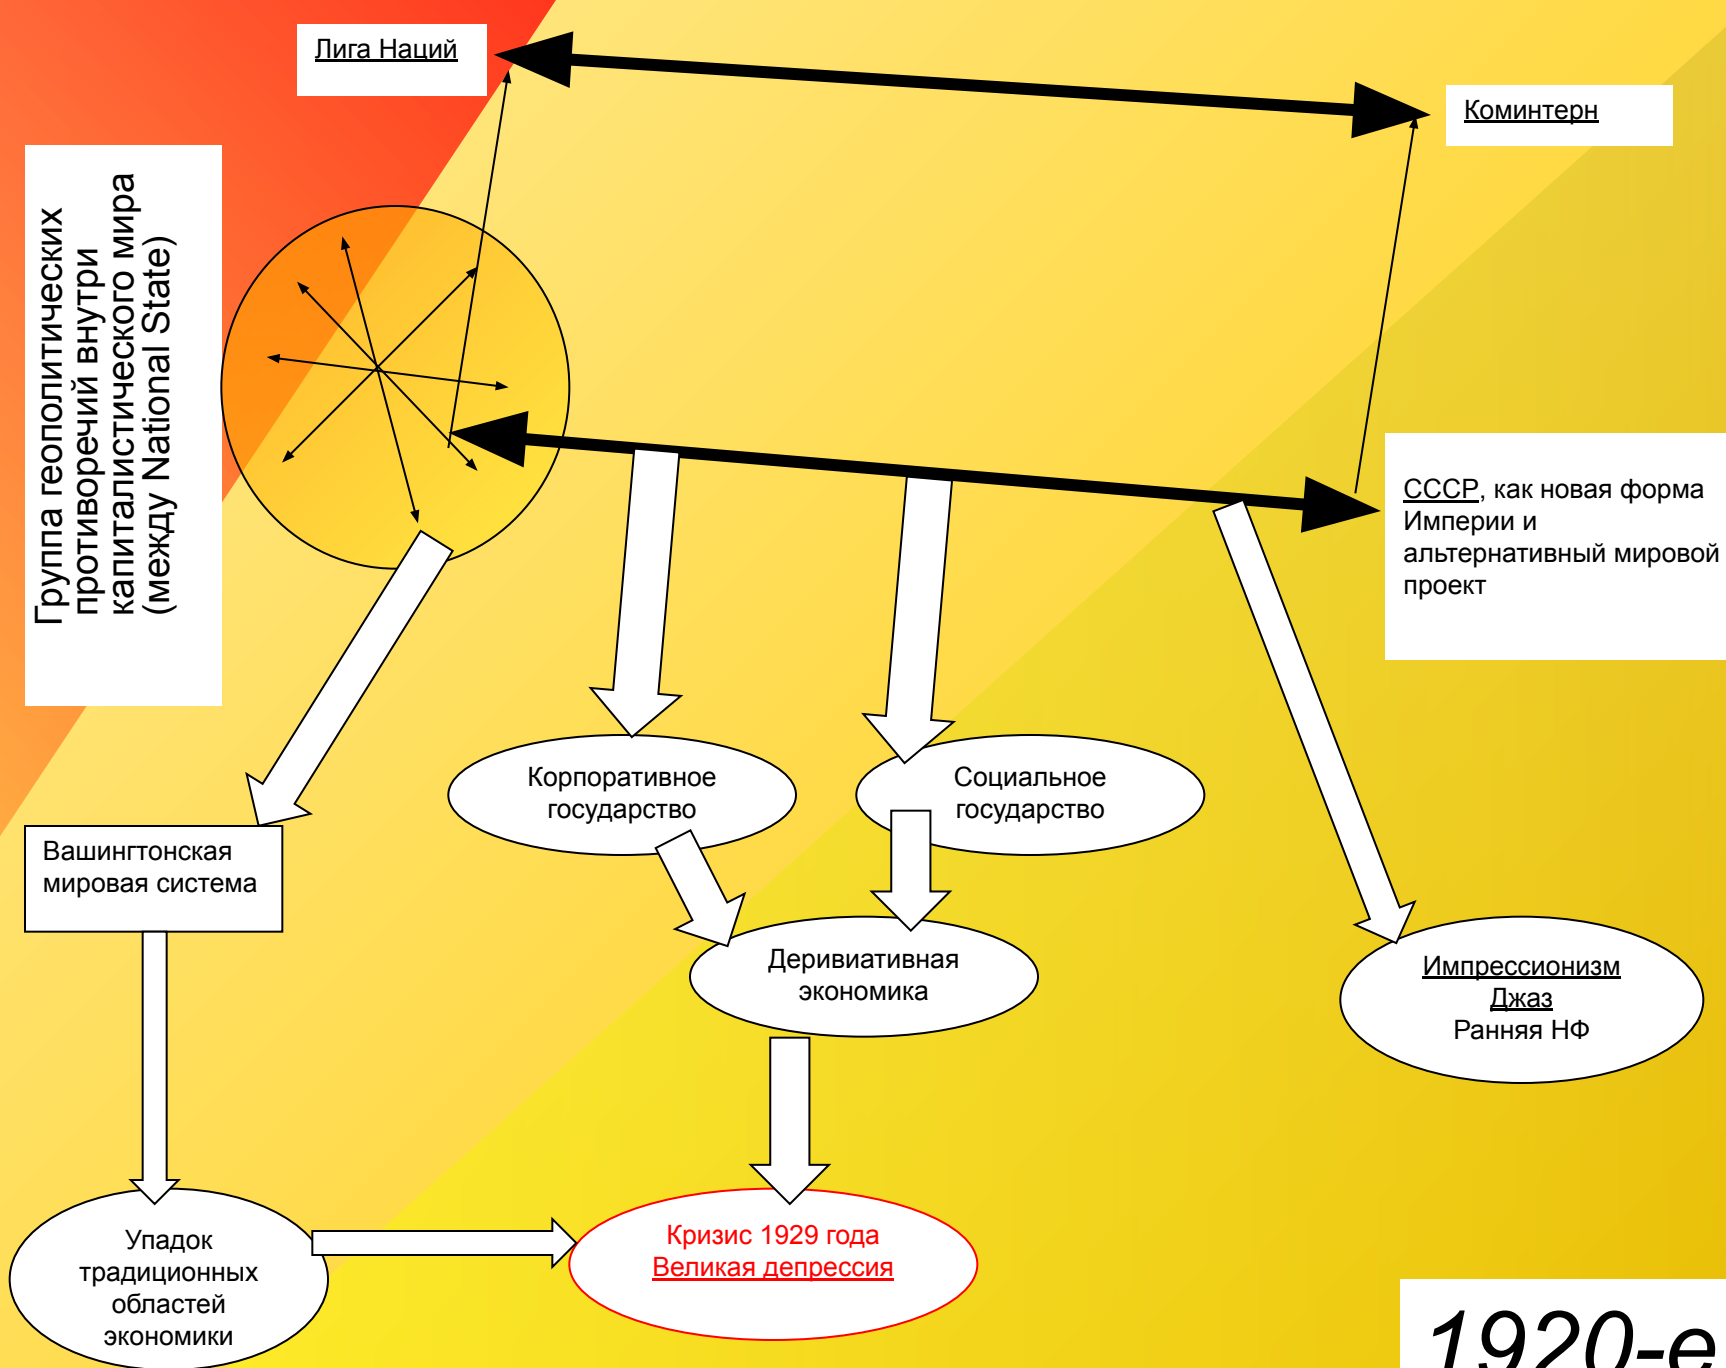 Лига Наций
Коминтерн
Группа геополитических
противоречий внутри
капиталистического мира
(между National State)
СССР, как новая форма
Империи и
альтернативный мировой
проект
Корпоративное
государство
Социальное
государство
Вашингтонская
мировая система
Деривиативная
экономика
Импрессионизм
Джаз
Ранняя НФ
Упадок
традиционных
областей
экономики
Кризис 1929 года
Великая депрессия
1920-е